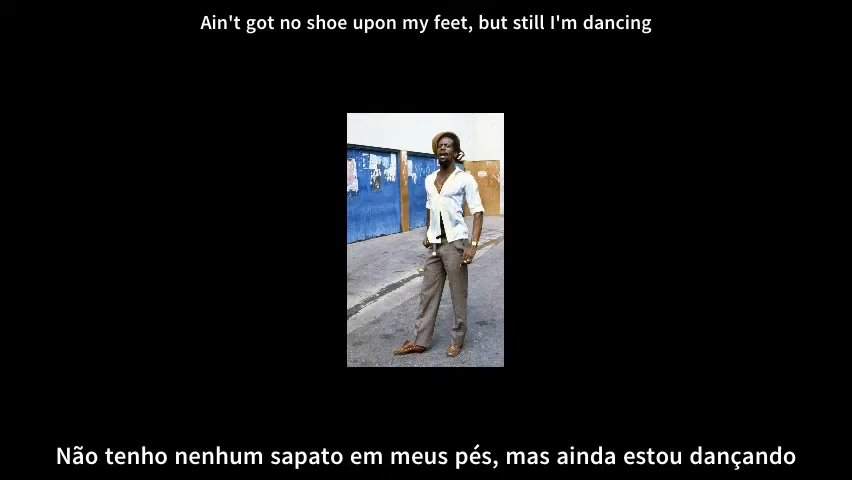 Ain't got no shoe upon my feet, but still I'm dancing
Não tenho nenhum sapato em meus pés, mas ainda estou dançando